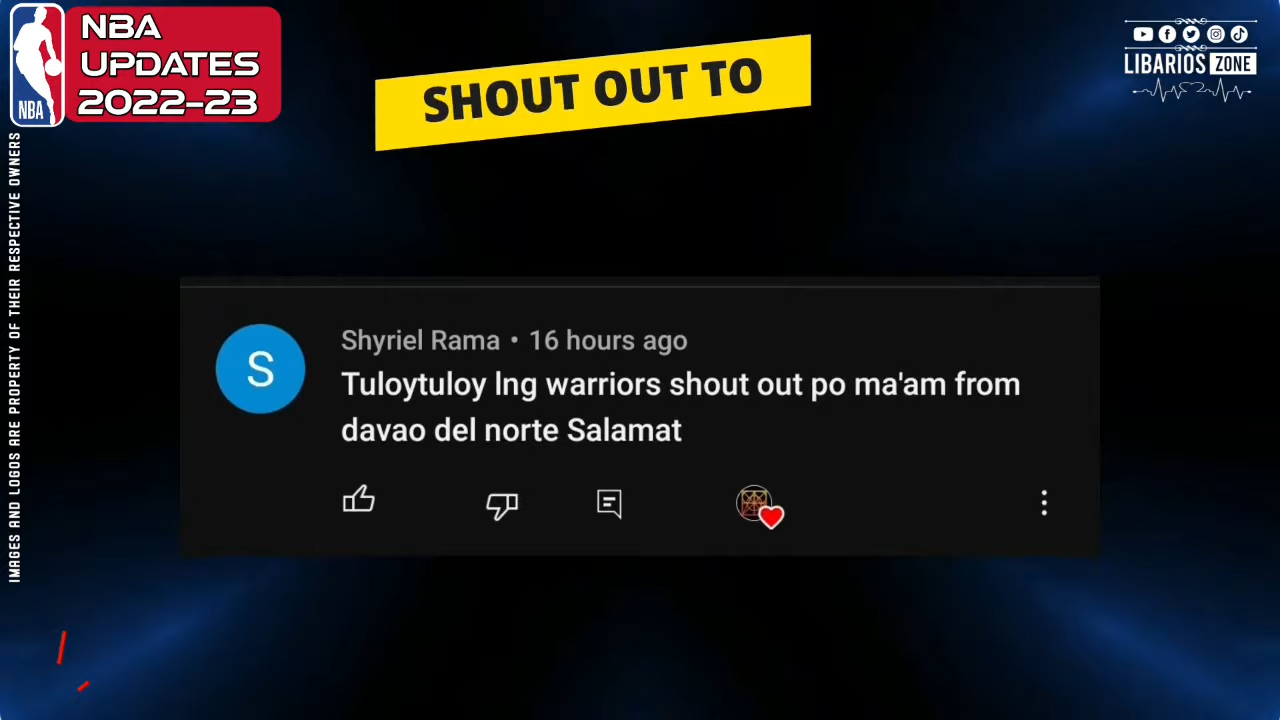 NBA
UPDATES
2022-23
NBA
SHOUT OUT TO
LIBARIOS ZONE
IMAGES AND LOGOS ARE PROPERTY OF THEIR RESPECTIVE OWNERS
S
Shyriel Rama • 16 hours ago
Tuloytuloy lng warriors shout out po ma'am from
davao del norte Salamat